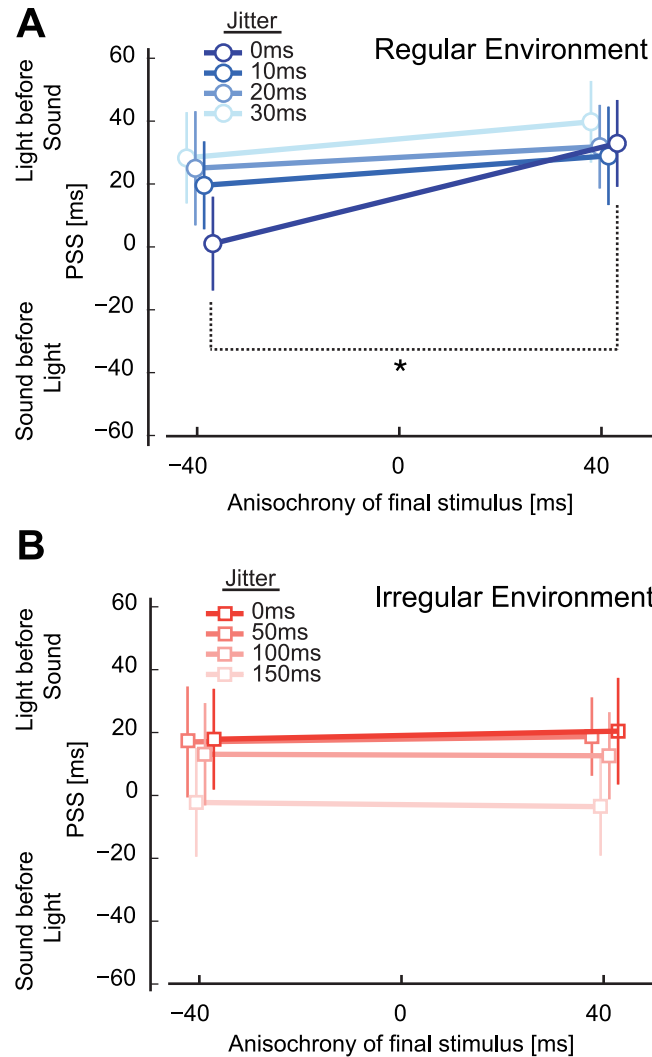 A
Jitter
0ms
10ms
20ms
30ms
Regular Environment
Light before
Sound
Sound before
Light
PSS [ms]
60
40
20
0
−20
−40
−60
*
−40
0
40
Anisochrony of final stimulus [ms]
B
Jitter
0ms
50ms
100ms
150ms
Irregular Environment
Light before
Sound
Sound before
Light
PSS [ms]
60
40
20
0
−20
−40
−60
−40
0
40
Anisochrony of final stimulus [ms]